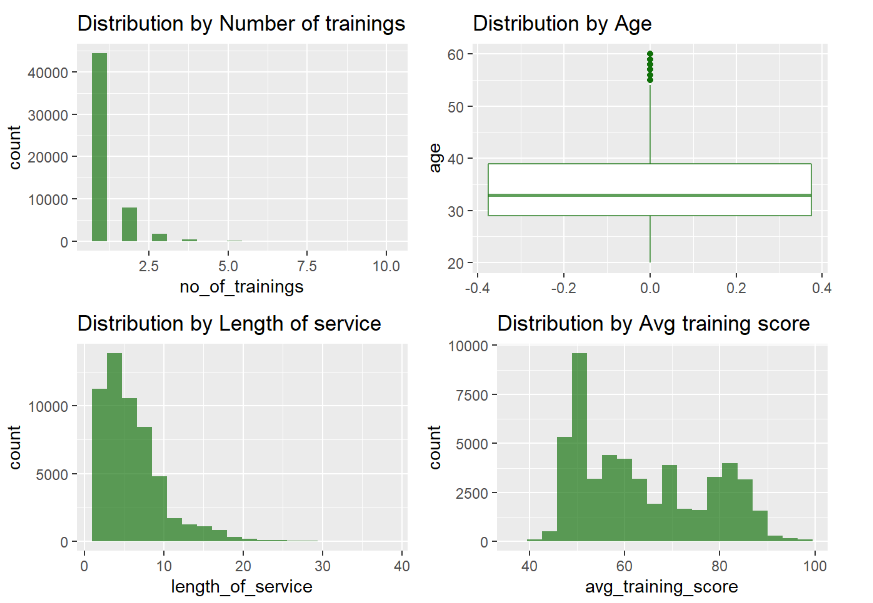 Distribution by Number of trainings
40000
30000
20000
10000
0
count
2.5 5.0 7.5 10.0
no_of_trainings
Distribution by Age
60
50
40
30
20
age
-0.4 -0.2 0.0 0.2 0.4
Distribution by Length of service
10000
5000
0
count
0 10 20 30 40
length_of_service
Distribution by Avg training score
10000
7500
5000
2500
0
count
40 60 80 100
avg_training_score